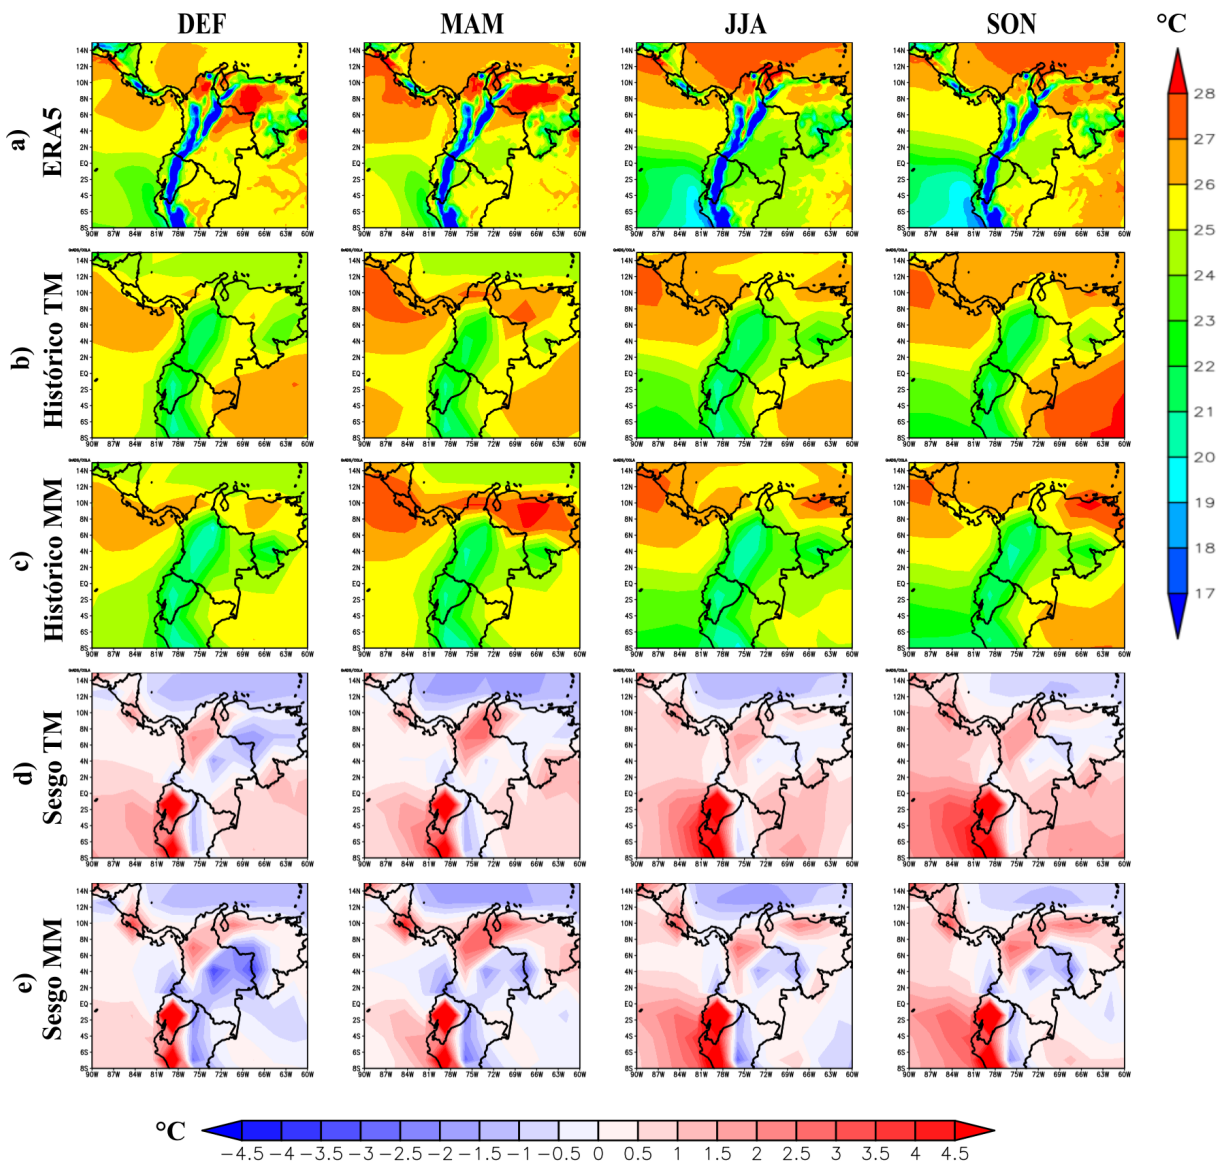 DEF MAM JJA SON °C
a) ERA5
14N
12N
10N
8N
6N
4N
2N
EQ
2S
4S
6S
8S
90W 87W 84W 81W 78W 75W 72W 69W 66W 63W 60W
b) Histórico TM
c) Histórico MM
d) Sesgo TM
e) Sesgo MM
28
27
26
25
24
23
22
21
20
19
18
17
°C
−4.5 −4 −3.5 −3 −2.5 −2 −1.5 −1 −0.5 0 0.5 1 1.5 2 2.5 3 3.5 4 4.5